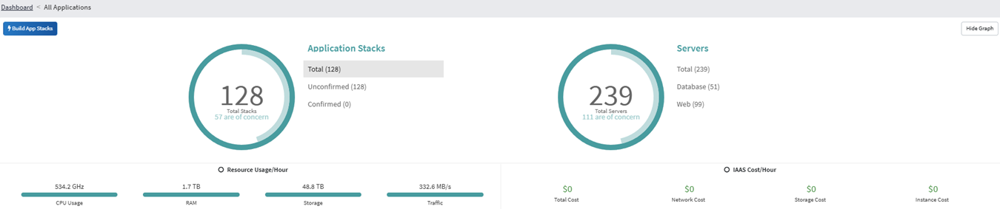 Dashboard < All Applications
Build App Stacks
Hide Graph
128
Total Stacks
57 are of concern
Application Stacks
Total (128)
Unconfirmed (128)
Confirmed (0)
239
Total Servers
111 are of concern
Servers
Total (239)
Database (51)
Web (99)
Resource Usage/Hour
534.2 GHz
CPU Usage
1.7 TB
RAM
48.8 TB
Storage
332.6 MB/s
Traffic
IAAS Cost/Hour
$0
Total Cost
$0
Network Cost
$0
Storage Cost
$0
Instance Cost